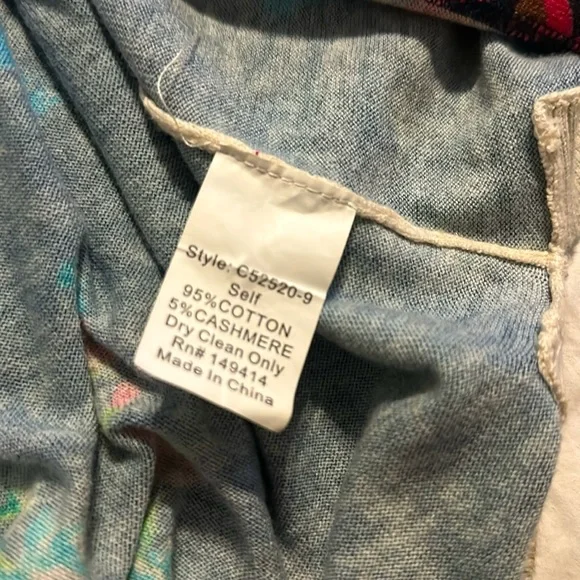 Style: C52520-9
Self
95%COTTON
5%CASHMERE
Dry Clean Only
Rn# 149414
Made In China